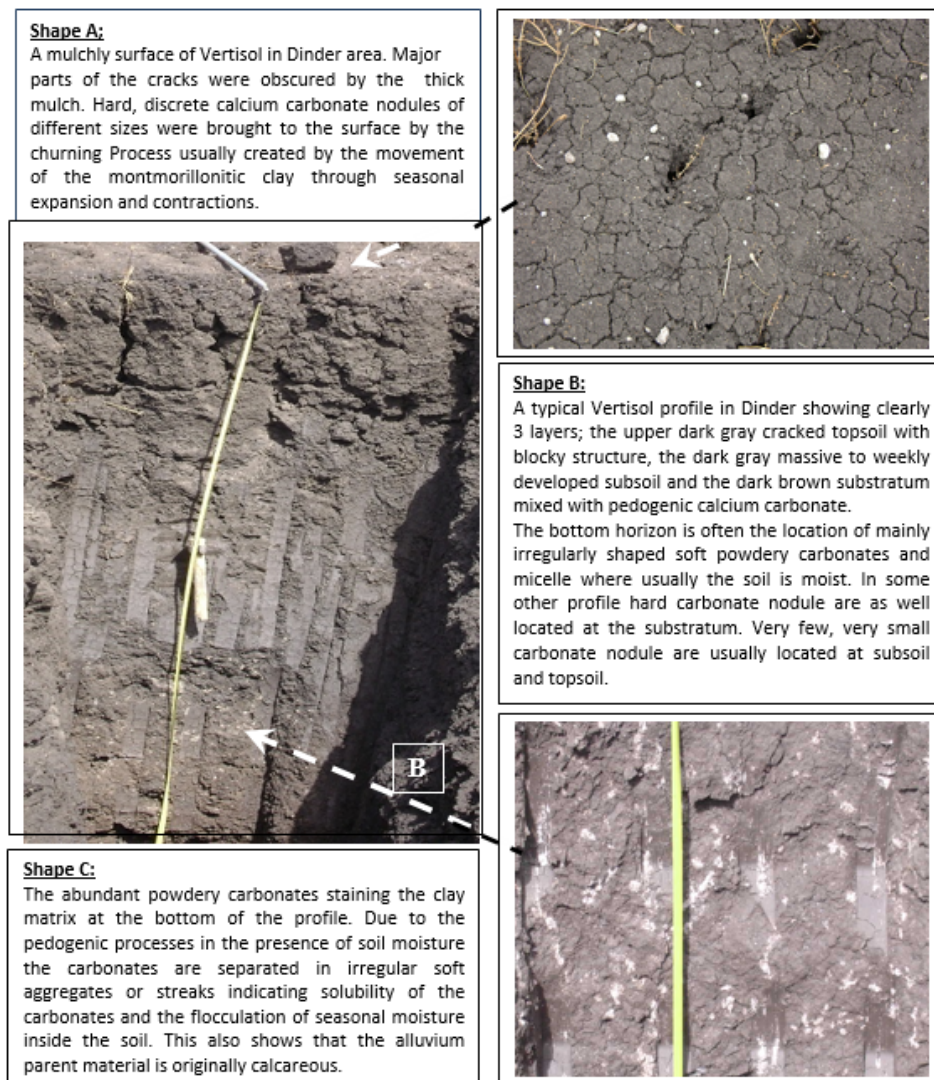 Shape A;
A mulchly surface of Vertisol in Dinder area. Major
parts of the cracks were obscured by the thick
mulch. Hard, discrete calcium carbonate nodules of
different sizes were brought to the surface by the
churning Process usually created by the movement
of the montmorillonitic clay through seasonal
expansion and contractions.
Shape B:
A typical Vertisol profile in Dinder showing clearly
3 layers; the upper dark gray cracked topsoil with
blocky structure, the dark gray massive to weekly
developed subsoil and the dark brown substratum
mixed with pedogenic calcium carbonate.
The bottom horizon is often the location of mainly
irregularly shaped soft powdery carbonates and
micelle where usually the soil is moist. In some
other profile hard carbonate nodule are as well
located at the substratum. Very few, very small
carbonate nodule are usually located at subsoil
and topsoil.
B
Shape C:
The abundant powdery carbonates staining the clay
matrix at the bottom of the profile. Due to the
pedogenic processes in the presence of soil moisture
the carbonates are separated in irregular soft
aggregates or streaks indicating solubility of the
carbonates and the flocculation of seasonal moisture
inside the soil. This also shows that the alluvium
parent material is originally calcareous.